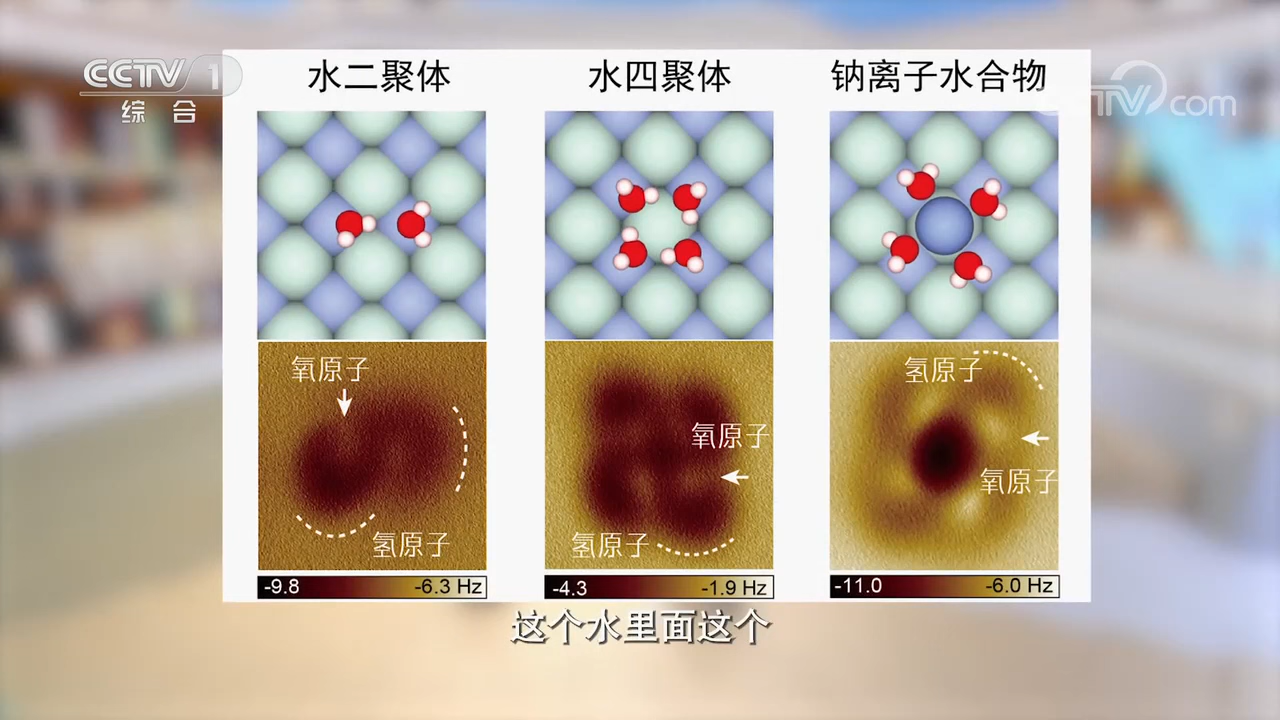 CCTV 1
综合
CCTV com
水二聚体
水四聚体
钠离子水合物
氧原子
氢原子
-9.8
-6.3 Hz
氧原子
氢原子
-4.3
-1.9 Hz
氢原子
氧原子
-11.0
-6.0 Hz
这个水里面这个